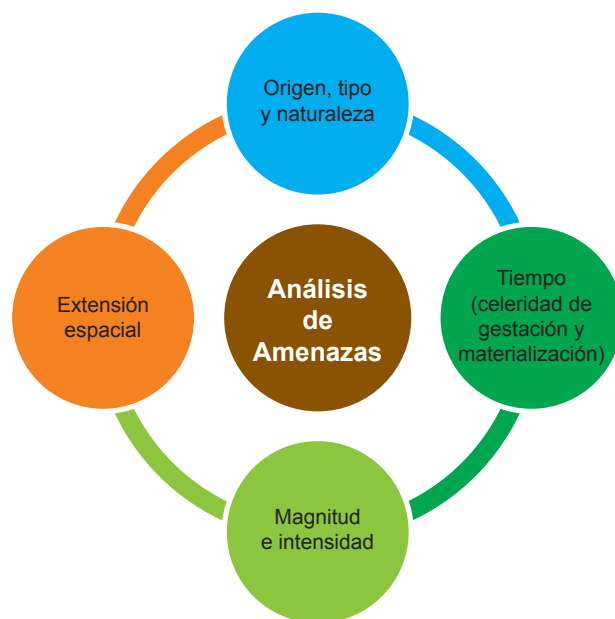 Origen, tipo
y naturaleza
Análisis
de
Amenazas
Extensión
espacial
Tiempo
(celeridad de
gestación y
materialización)
Magnitud
e intensidad